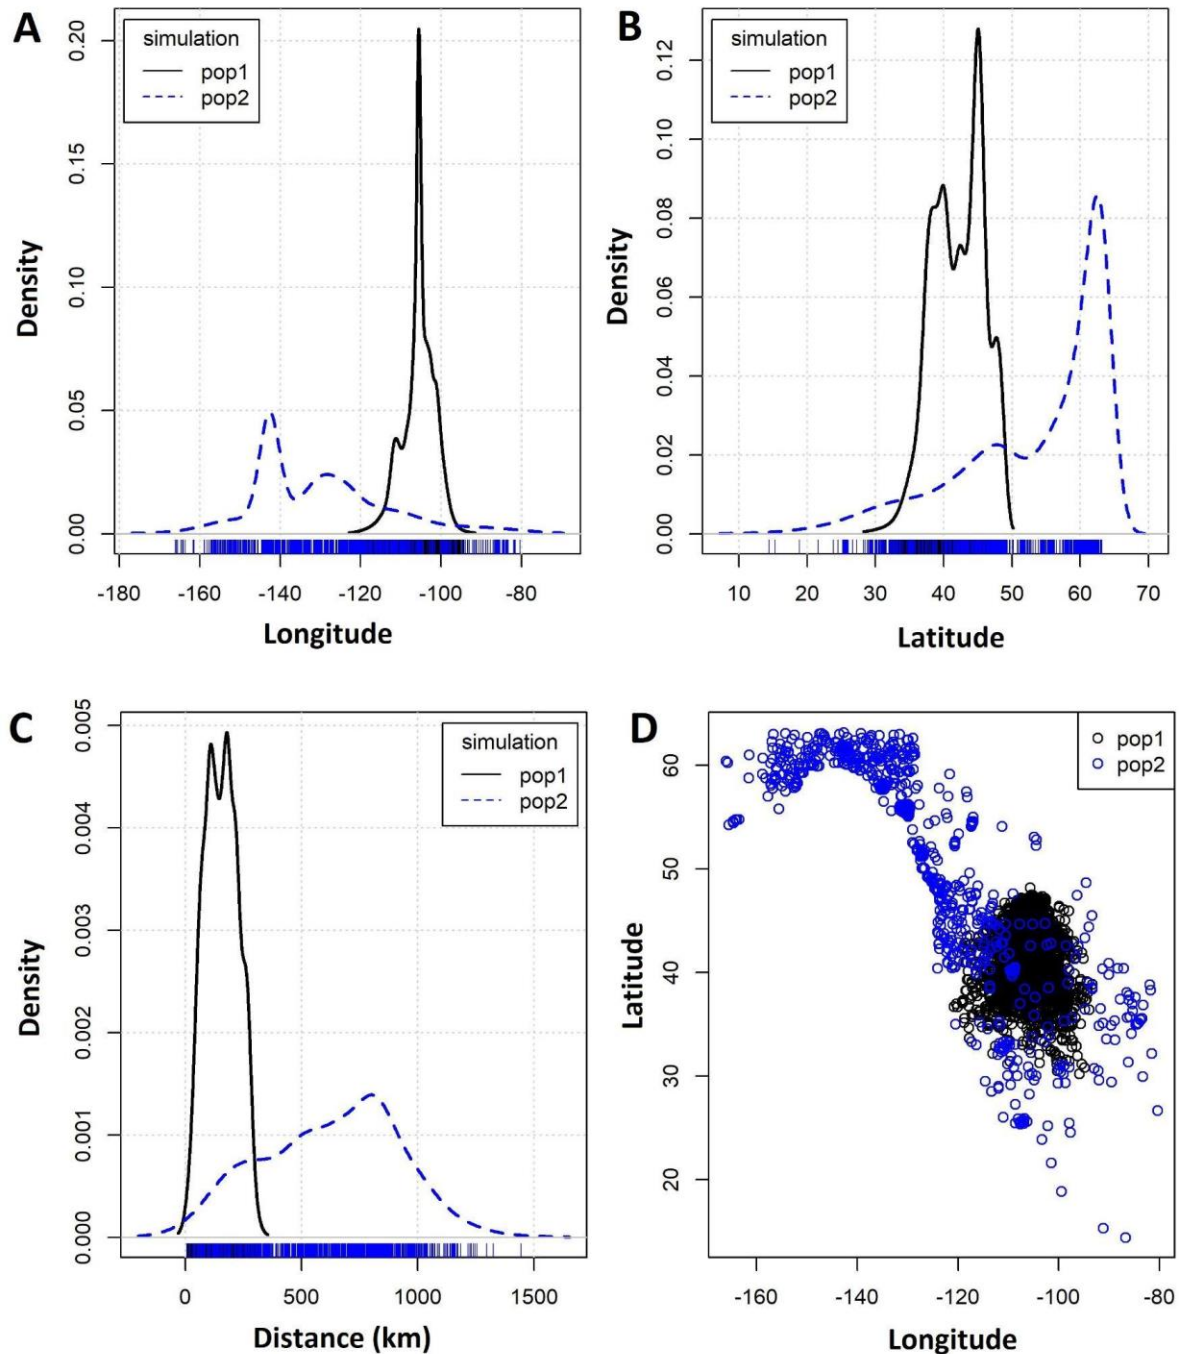 A
simulation
pop1
pop2
0.20
0.15
0.10
0.05
0.00
Density
-180 -160 -140 -120 -100 -80
Longitude
B
simulation
pop1
pop2
0.12
0.10
0.08
0.06
0.04
0.02
0.00
Density
10 20 30 40 50 60 70
Latitude
C
simulation
pop1
pop2
0.005
0.004
0.003
0.002
0.001
0.000
Density
0 500 1000 1500
Distance (km)
D
pop1
pop2
60
50
40
30
20
Latitude
-160 -140 -120 -100 -80
Longitude